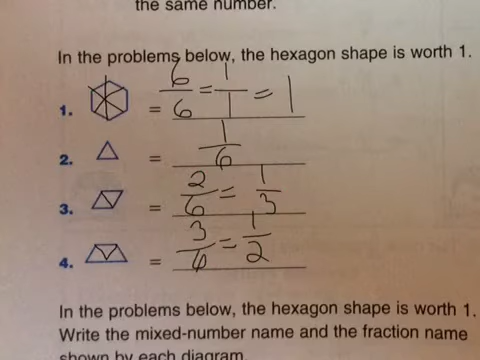 the same number.
In the problems below, the hexagon shape is worth 1.
1. = 6/6 = 1/1 = 1
2. = 1/6
3. = 2/6 = 1/3
4. = 3/6 = 1/2
In the problems below, the hexagon shape is worth 1.
Write the mixed-number name and the fraction name
shown by each diagram.